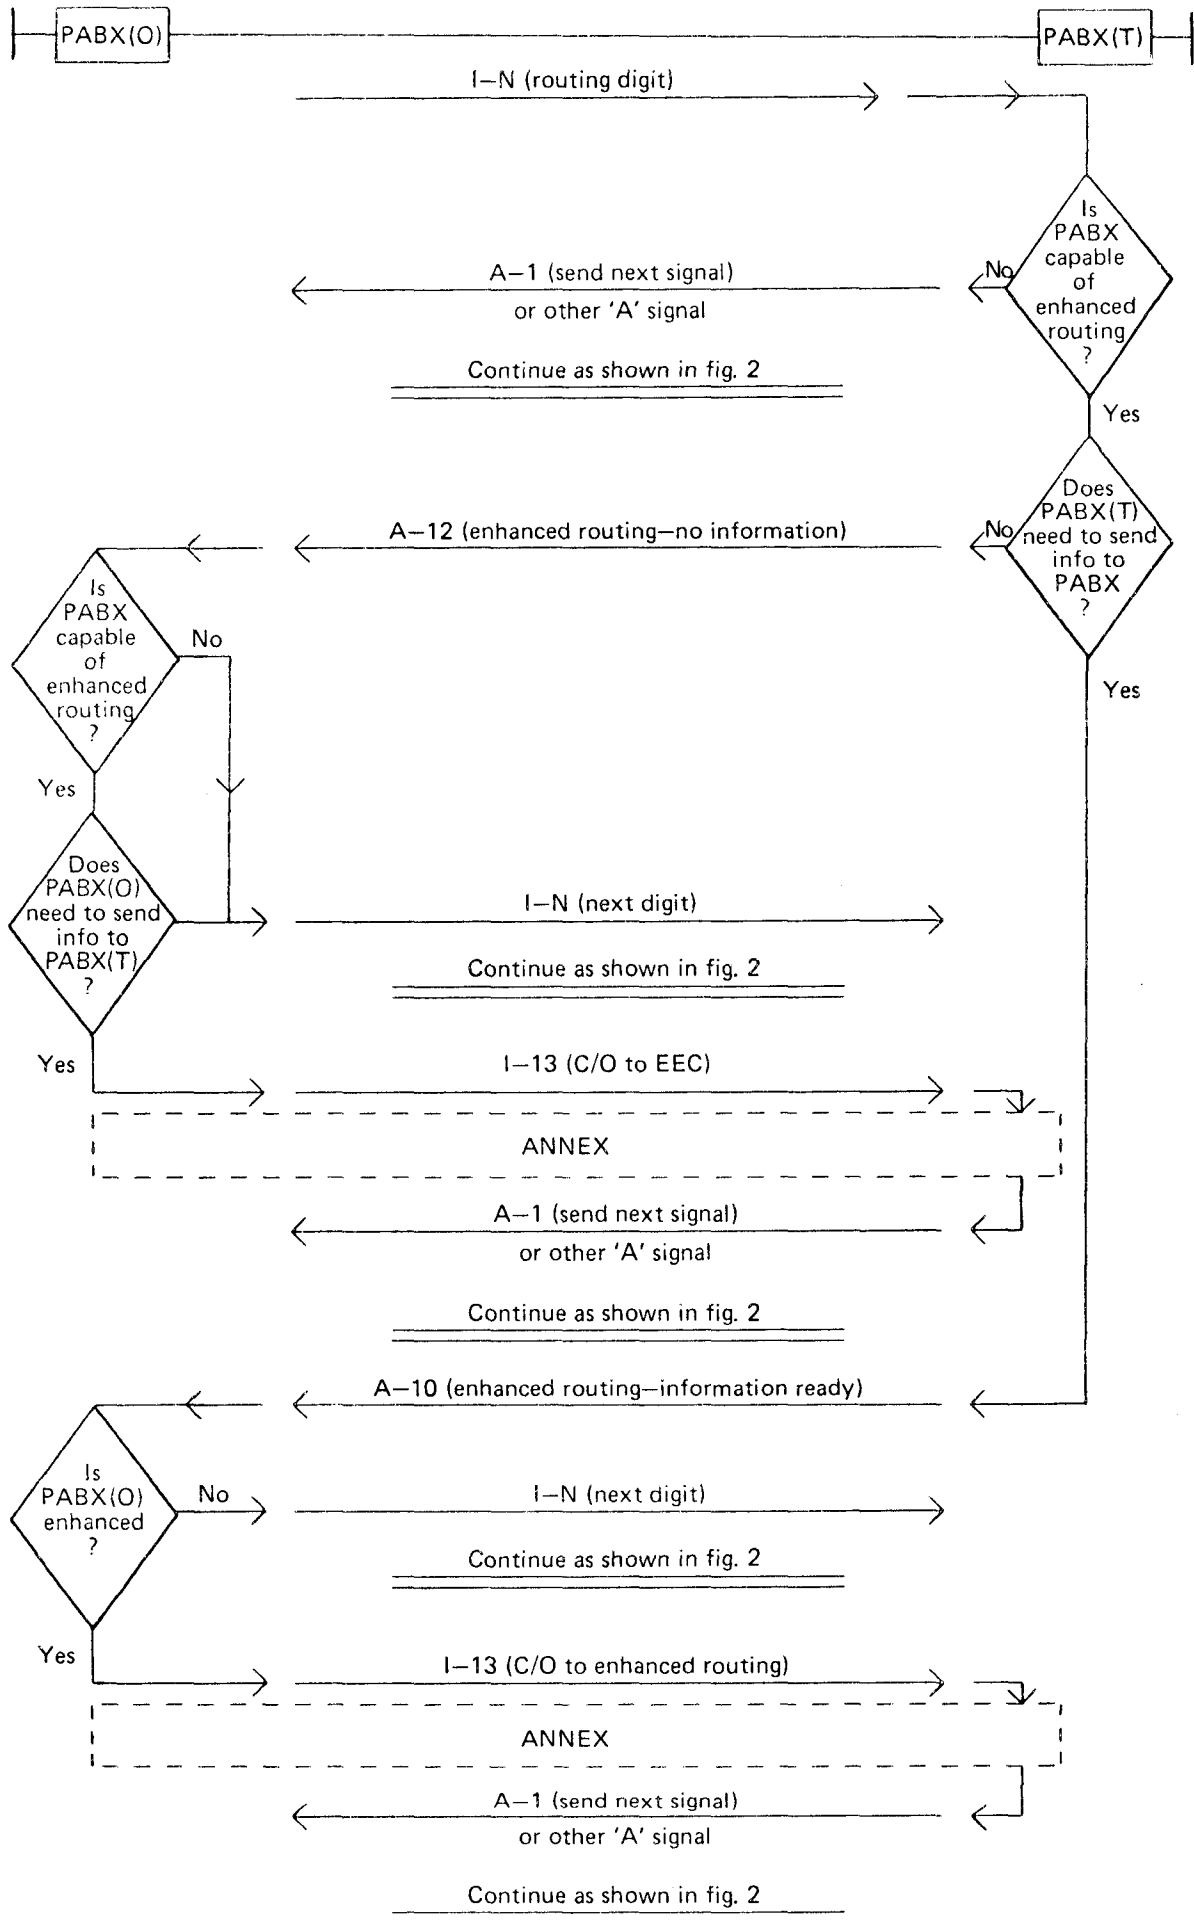 PABX(O)
PABX(T)
I—N (routing digit)
Is
PABX
capable
of
enhanced
routing
?
No
A—1 (send next signal)
or other 'A' signal
Continue as shown in fig. 2
Yes
Does
PABX(T)
need to send
info to
PABX
?
No
A—12 (enhanced routing—no information)
Is
PABX
capable
of
enhanced
routing
?
No
Yes
Yes
Does
PABX(O)
need to send
info to
PABX(T)
?
I—N (next digit)
Continue as shown in fig. 2
Yes
I—13 (C/O to EEC)
ANNEX
A—1 (send next signal)
or other 'A' signal
Continue as shown in fig. 2
A—10 (enhanced routing—information ready)
Is
PABX(O)
enhanced
?
No
I—N (next digit)
Continue as shown in fig. 2
Yes
I—13 (C/O to enhanced routing)
ANNEX
A—1 (send next signal)
or other 'A' signal
Continue as shown in fig. 2